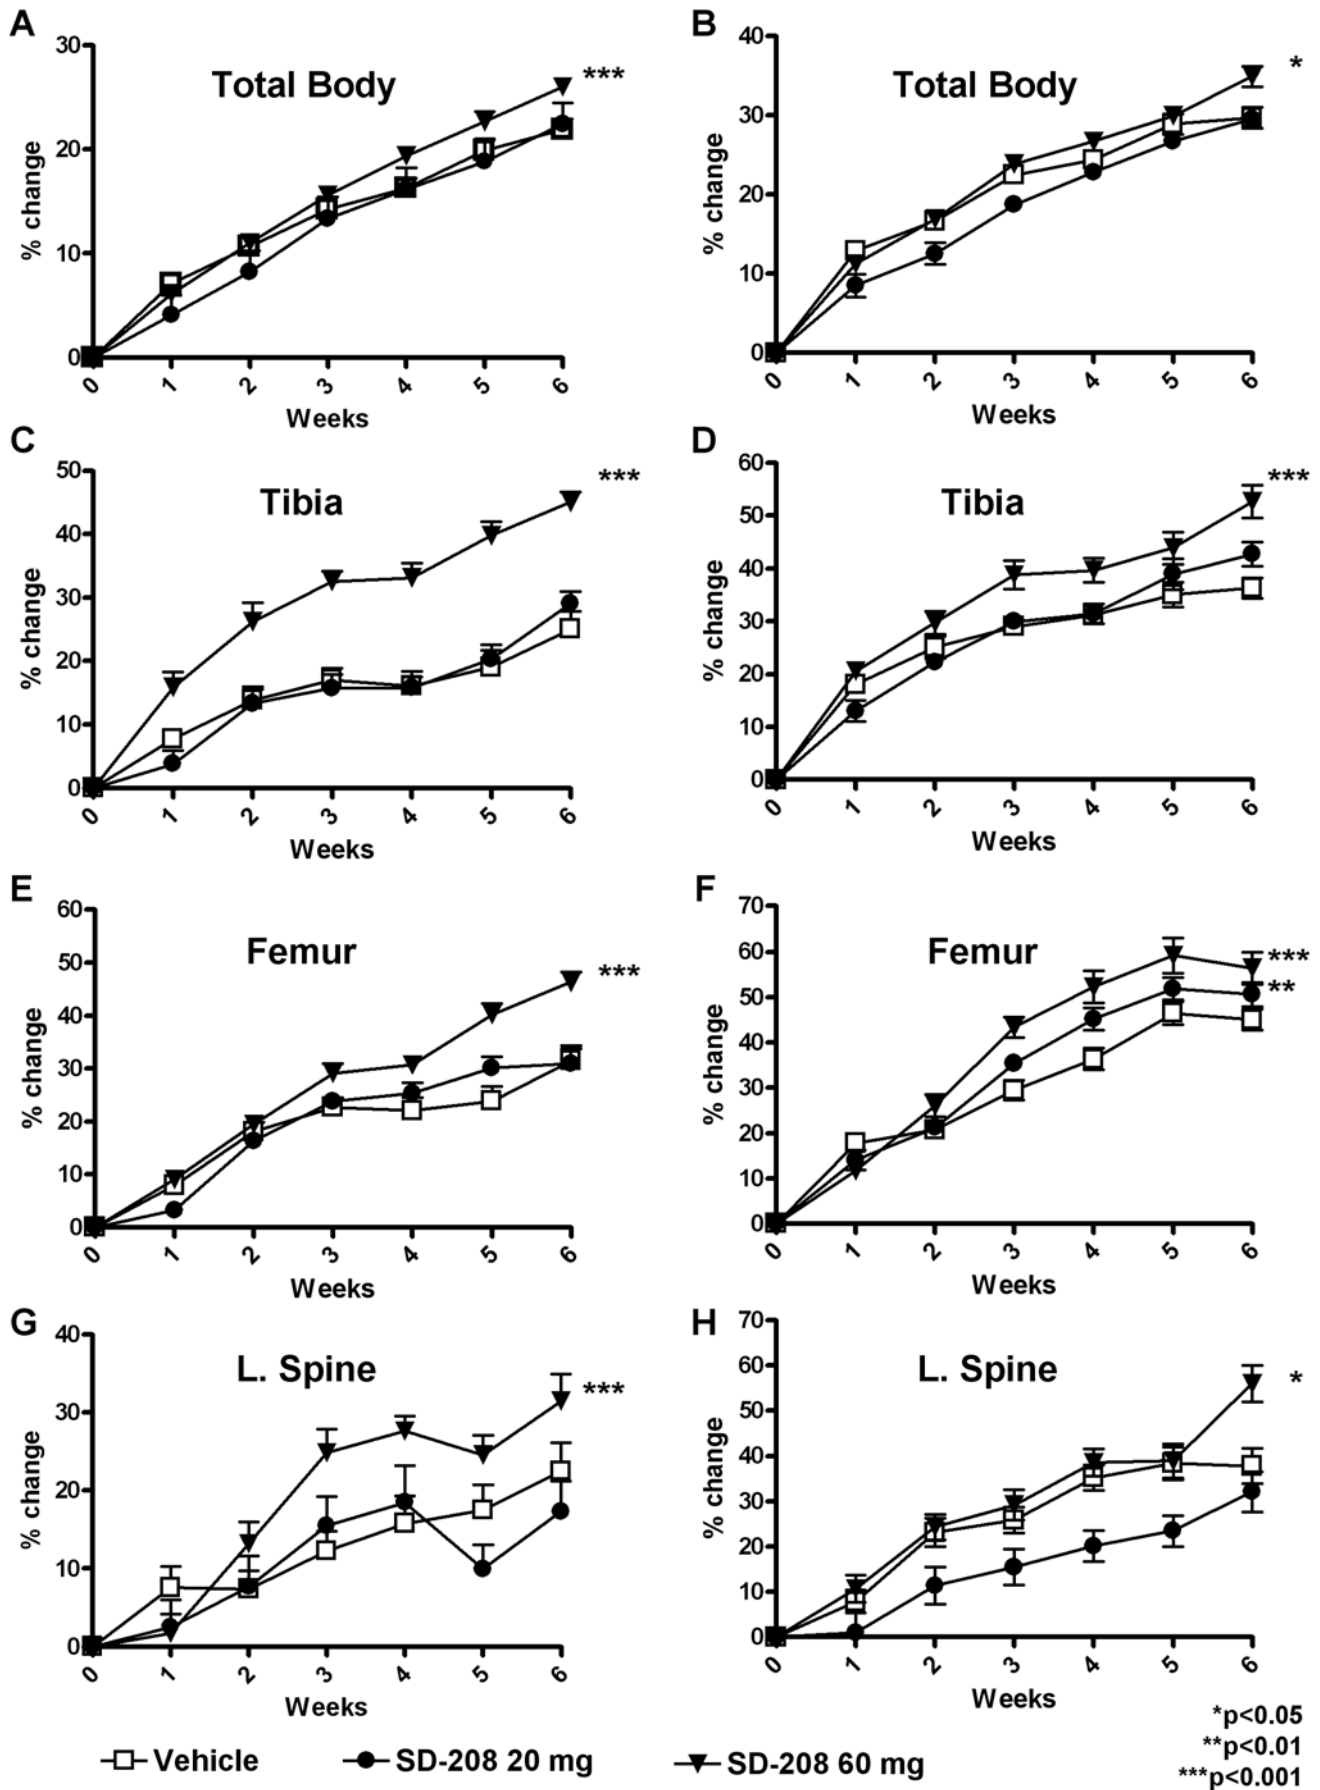 A
Total Body
% change
30
20
10
0
0 1 2 3 4 5 6
Weeks
***
B
Total Body
% change
40
30
20
10
0
0 1 2 3 4 5 6
Weeks
*
C
Tibia
% change
50
40
30
20
10
0
0 1 2 3 4 5 6
Weeks
***
D
Tibia
% change
60
50
40
30
20
10
0
0 1 2 3 4 5 6
Weeks
***
E
Femur
% change
60
50
40
30
20
10
0
0 1 2 3 4 5 6
Weeks
***
F
Femur
% change
70
60
50
40
30
20
10
0
0 1 2 3 4 5 6
Weeks
***
**
G
L. Spine
% change
40
30
20
10
0
0 1 2 3 4 5 6
Weeks
***
H
L. Spine
% change
70
60
50
40
30
20
10
0
0 1 2 3 4 5 6
Weeks
*
Vehicle SD-208 20 mg SD-208 60 mg
*p<0.05
**p<0.01
***p<0.001